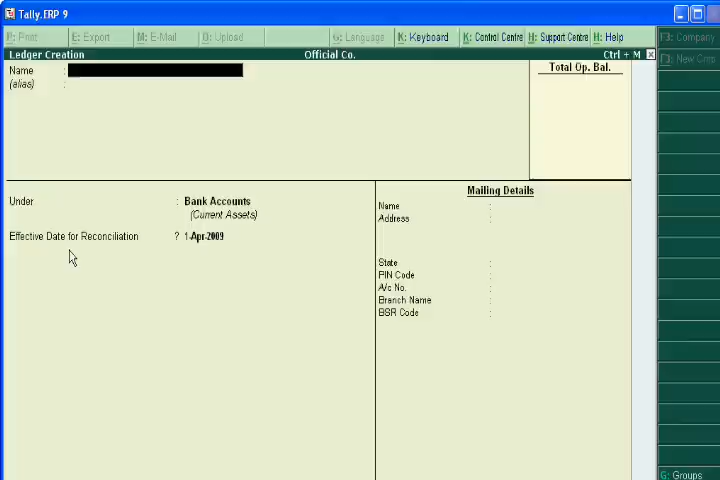 Tally.ERP 9
P: Print E: Export M: E-Mail O: Upload G: Language K: Keyboard K: Control Centre H: Support Centre H: Help F3: Company
Ledger Creation Official Co. Ctrl + M
F3: New Cmp
Name : Total Op. Bal.
(alias) :
Under : Bank Accounts
(Current Assets)
Effective Date for Reconciliation ? 1-Apr-2009
Mailing Details
Name :
Address :
State :
PIN Code :
A/c No. :
Branch Name :
BSR Code :
G: Groups